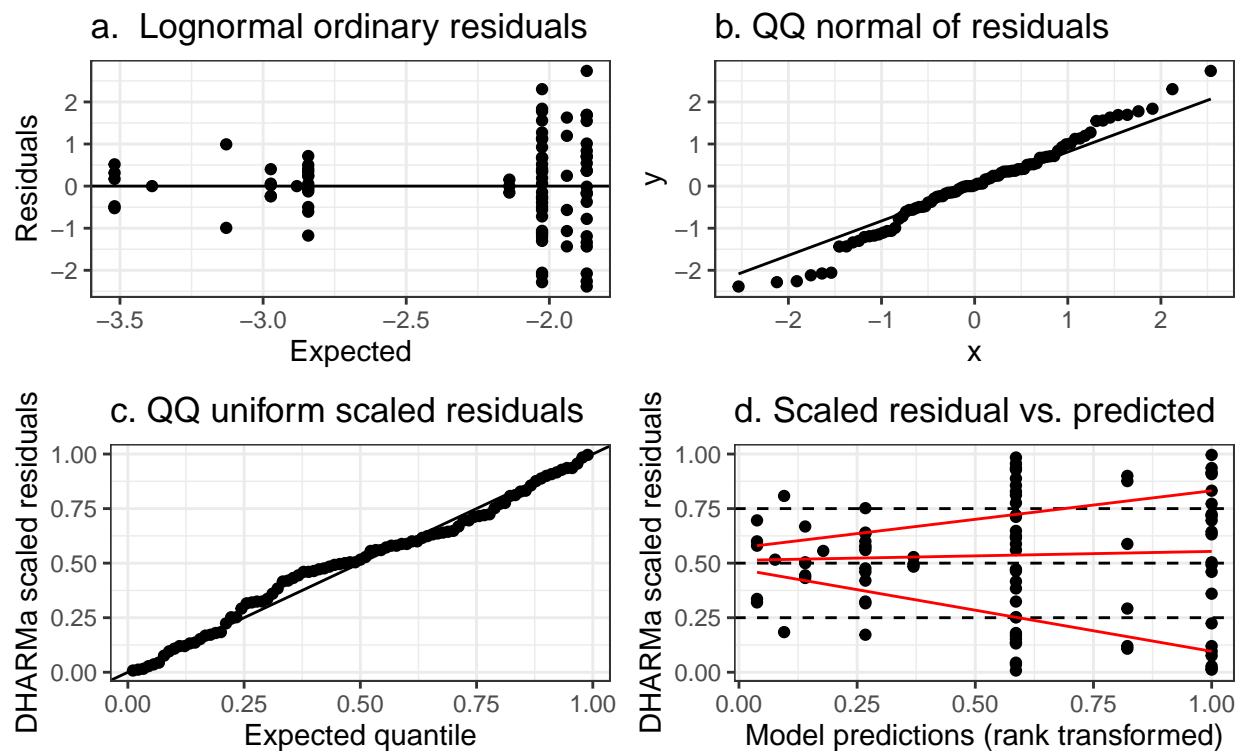 a.  Lognormal ordinary residuals
Residuals
2
1
0
−1
−2
−3.5 −3.0 −2.5 −2.0
Expected
b. QQ normal of residuals
y
2
1
0
−1
−2
−2 −1 0 1 2
x
c. QQ uniform scaled residuals
DHARMa scaled residuals
1.00
0.75
0.50
0.25
0.00
0.00 0.25 0.50 0.75 1.00
Expected quantile
d. Scaled residual vs. predicted
DHARMa scaled residuals
1.00
0.75
0.50
0.25
0.00
0.00 0.25 0.50 0.75 1.00
Model predictions (rank transformed)